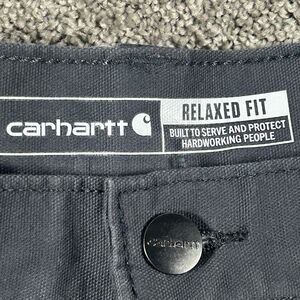 carhartt
RELAXED FIT
BUILT TO SERVE AND PROTECT
HARDWORKING PEOPLE
carhartt